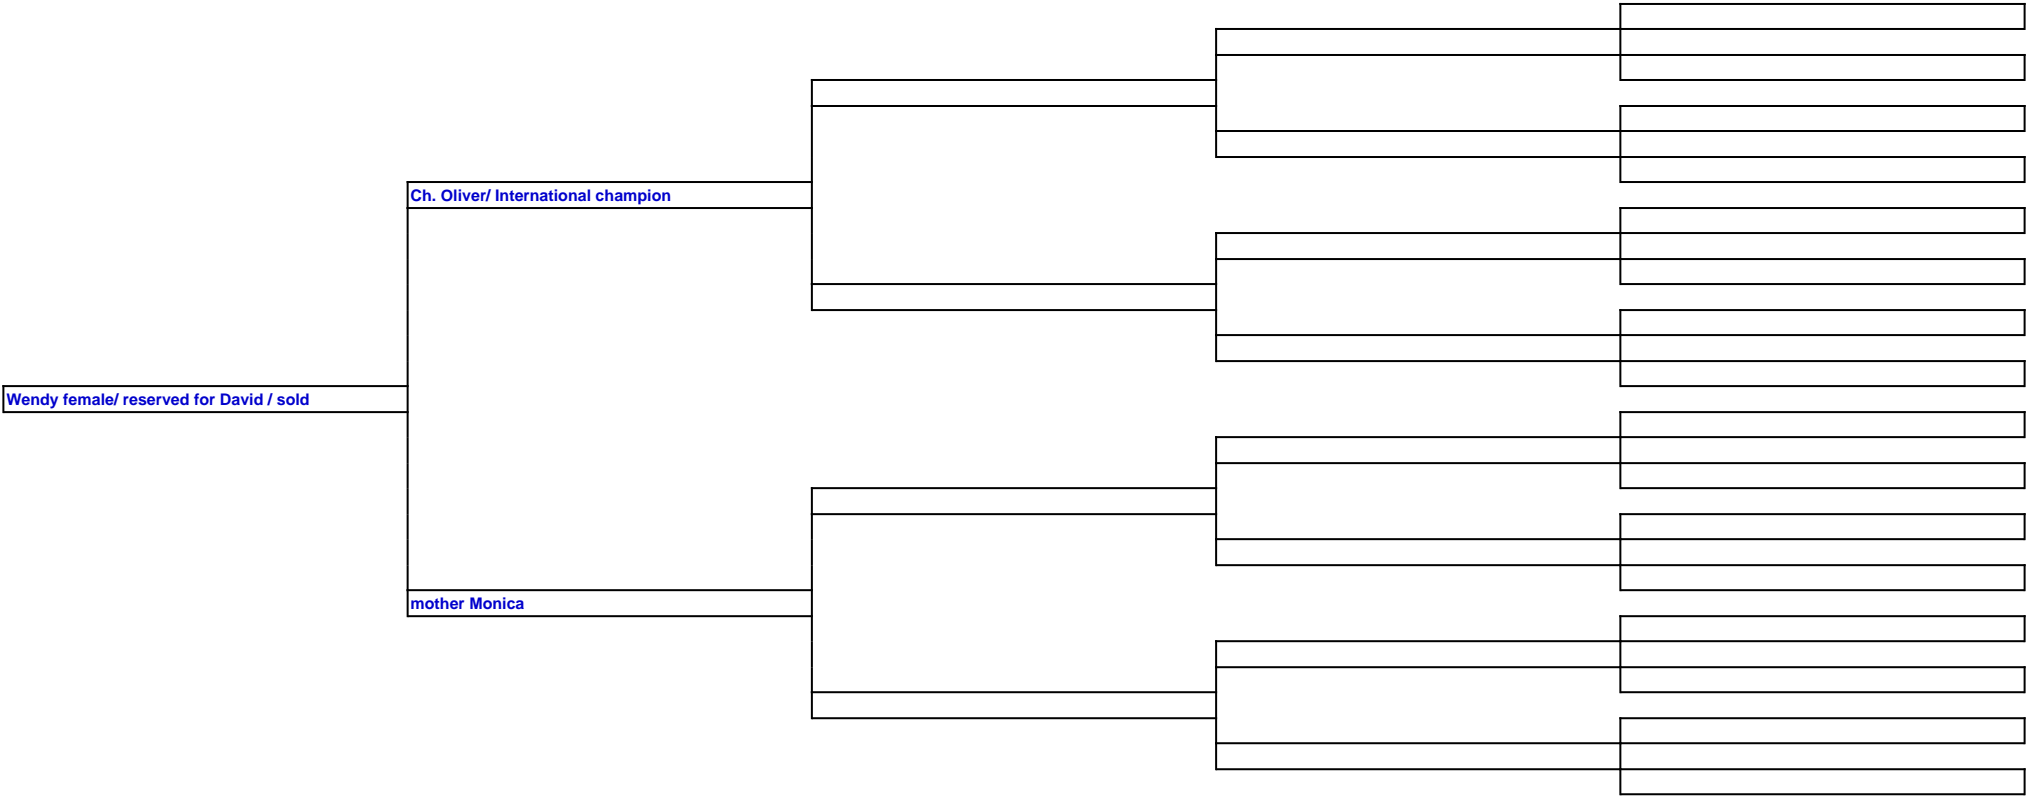 Ch. Oliver/ International champion
Wendy female/ reserved for David / sold
mother Monica